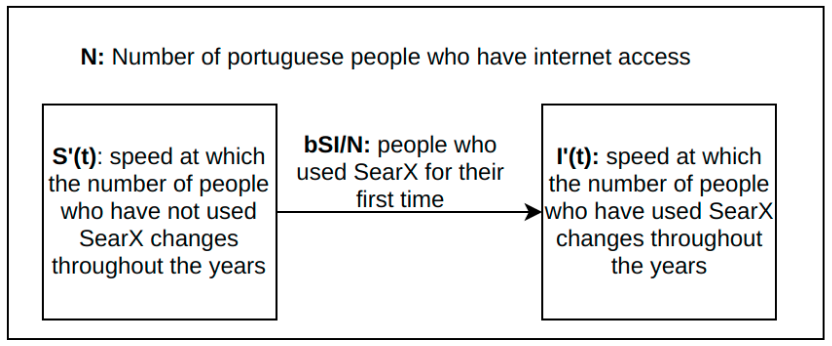 N: Number of portuguese people who have internet access
S'(t): speed at which
the number of people
who have not used
SearX changes
throughout the years
bSI/N: people who
used SearX for their
first time
I'(t): speed at which
the number of people
who have used SearX
changes throughout
the years